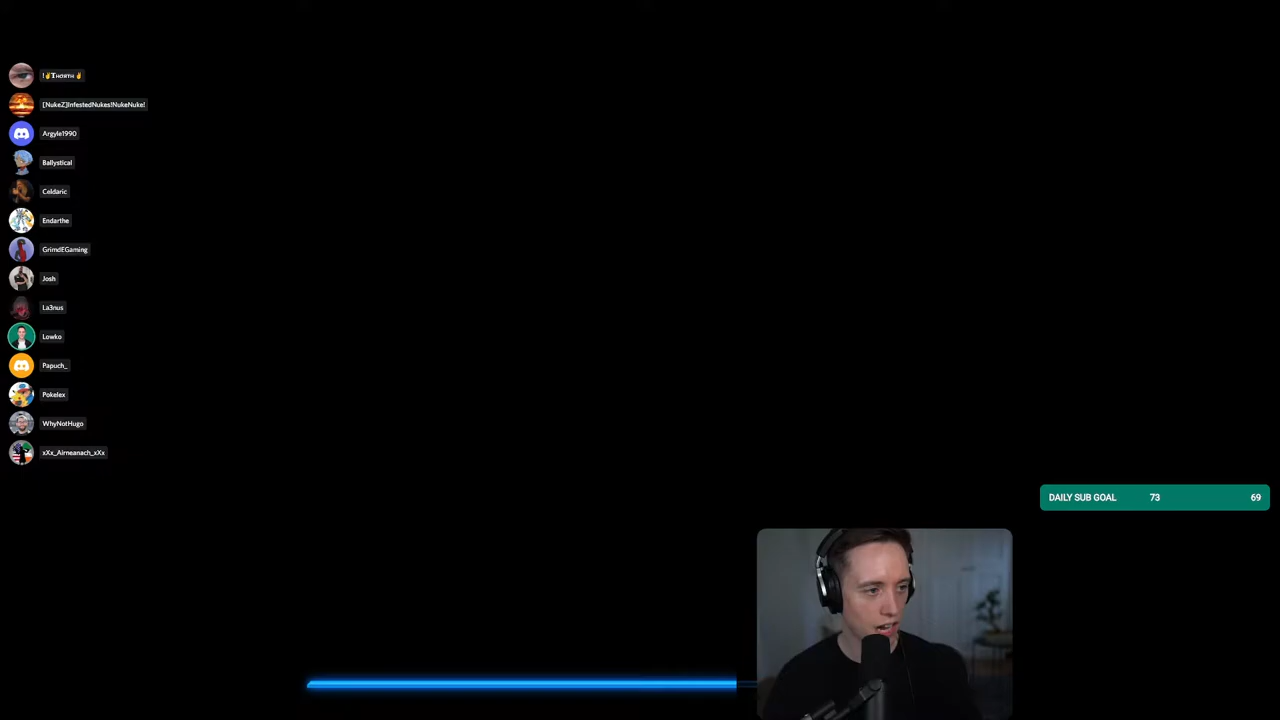 !✌Thorth ✌
[NukeZ]InfestedNukes!NukeNuke!
Argyle1990
Ballystical
Celdaric
Endarthe
GrimdEGaming
Josh
La3nus
Lowko
Papuch_
Pokelex
WhyNotHugo
xXx_Airneanach_xXx
DAILY SUB GOAL 73 69